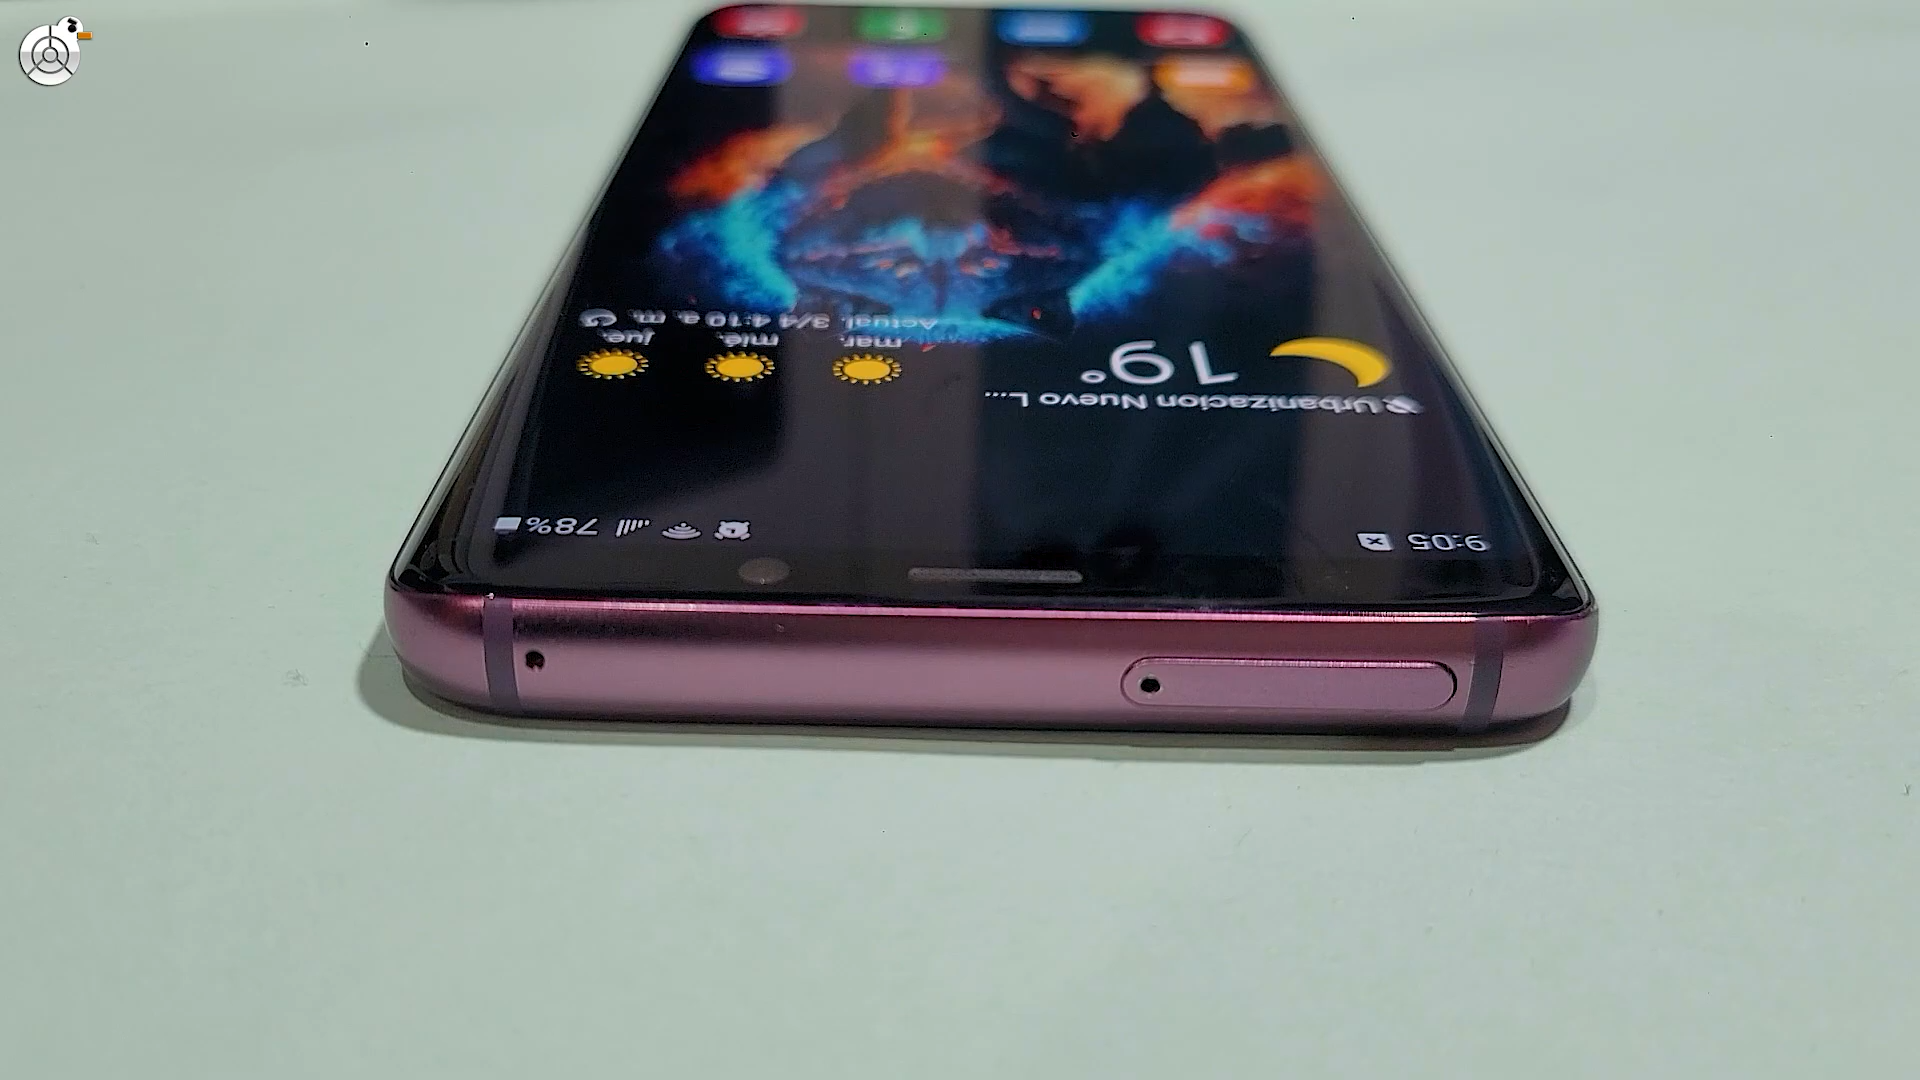 9:05 78%
Urbanizacion Nuevo L...
19°
mar. mié. jue.
Actual. 3/4 4:10 a. m.